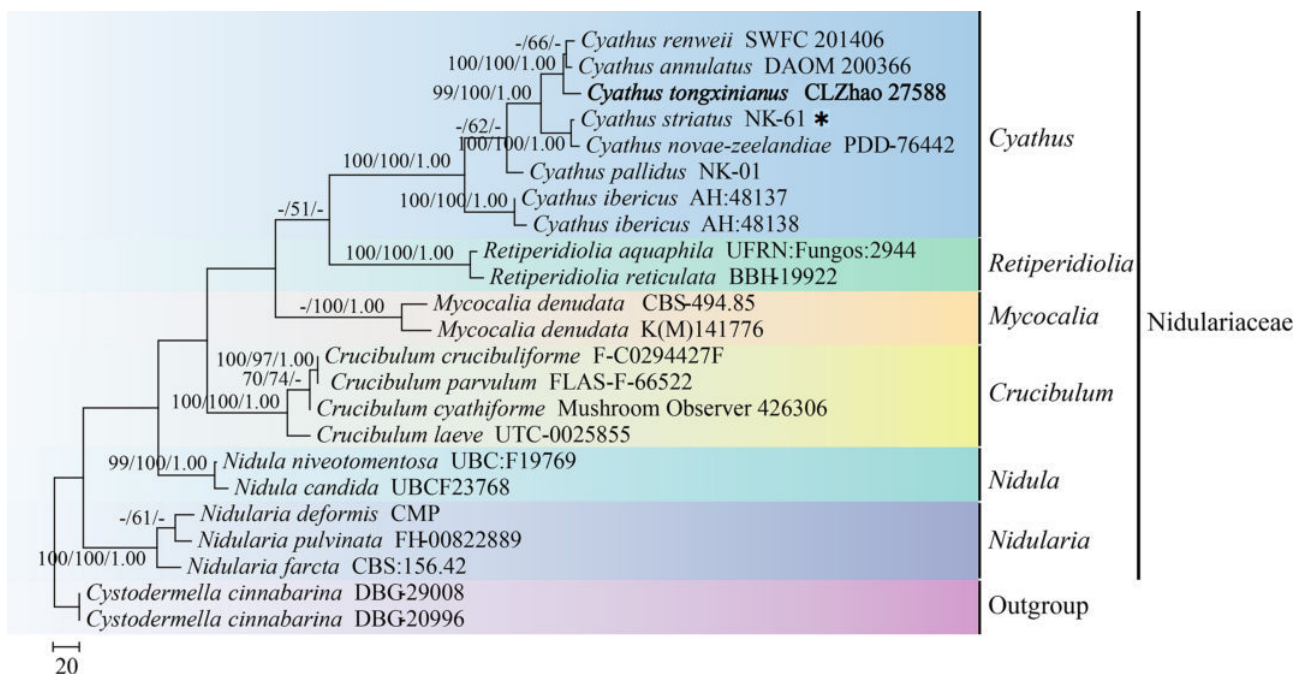 -/66/-
Cyathus renweii SWFC 201406
100/100/1.00
Cyathus annulatus DAOM 200366
99/100/1.00
Cyathus tongxinianus CLZhao 27588
Cyathus striatus NK-61 *
-/62/-
100/100/1.00
Cyathus novae-zeelandiae PDD-76442
Cyathus
100/100/1.00
Cyathus pallidus NK-01
100/100/1.00
Cyathus ibericus AH:48137
-/51/-
Cyathus ibericus AH:48138
100/100/1.00
Retiperidiolia aquaphila UFRN:Fungos:2944
Retiperidiolia
Retiperidiolia reticulata BBH-19922
-/100/1.00
Mycocalia denudata CBS-494.85
Mycocalia
Mycocalia denudata K(M)141776
Nidulariaceae
100/97/1.00
Crucibulum crucibuliforme F-C0294427F
70/74/-
Crucibulum parvulum FLAS-F-66522
Crucibulum
100/100/1.00
Crucibulum cyathiforme Mushroom Observer 426306
Crucibulum laeve UTC-0025855
99/100/1.00
Nidula niveotomentosa UBC:F19769
Nidula
Nidula candida UBCF23768
-/61/-
Nidularia deformis CMP
Nidularia pulvinata FH-00822889
Nidularia
100/100/1.00
Nidularia farcta CBS:156.42
Cystodermella cinnabarina DBG-29008
Outgroup
Cystodermella cinnabarina DBG-20996
20